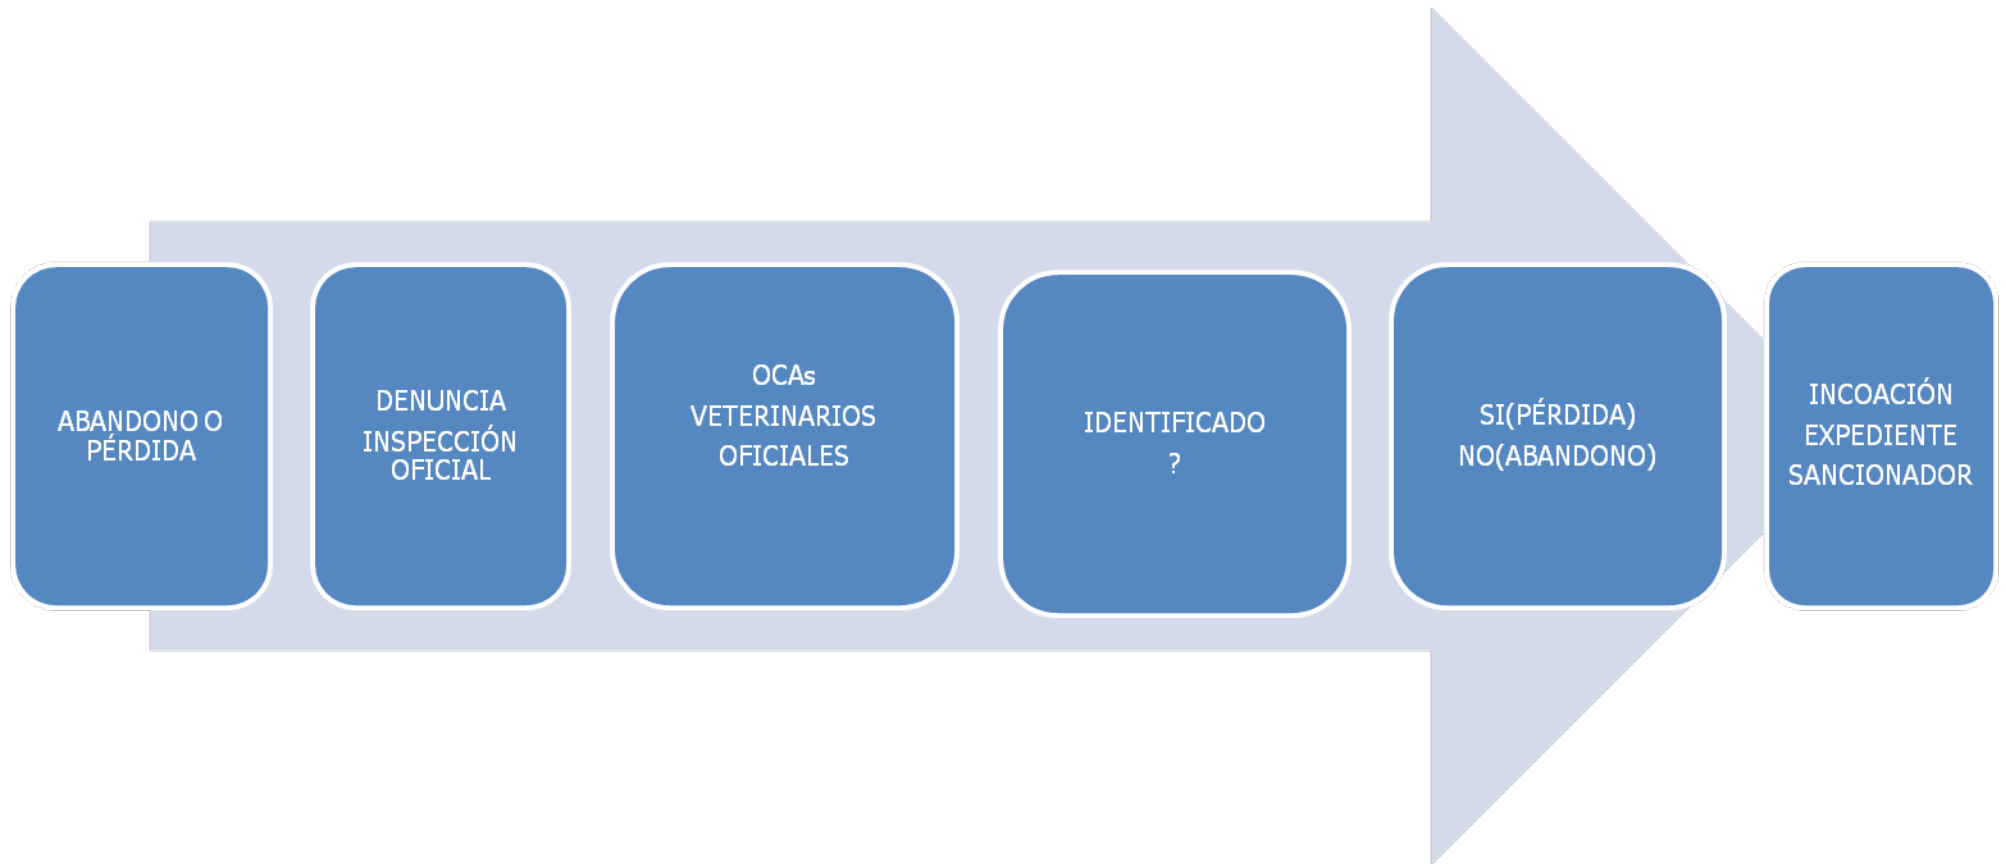 ABANDONO O
PÉRDIDA
DENUNCIA
INSPECCIÓN
OFICIAL
OCAs
VETERINARIOS
OFICIALES
IDENTIFICADO
?
SI(PÉRDIDA)
NO(ABANDONO)
INCOACIÓN
EXPEDIENTE
SANCIONADOR